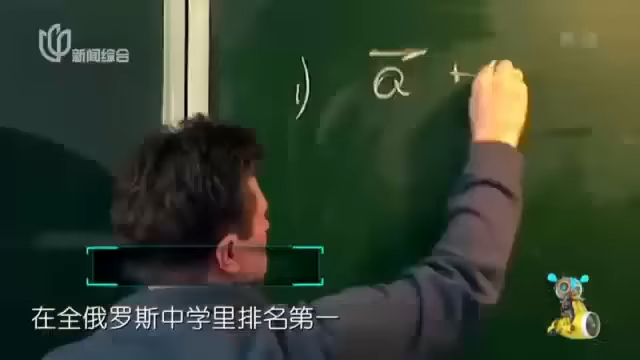 新闻综合
1) a +
在全俄罗斯中学里排名第一